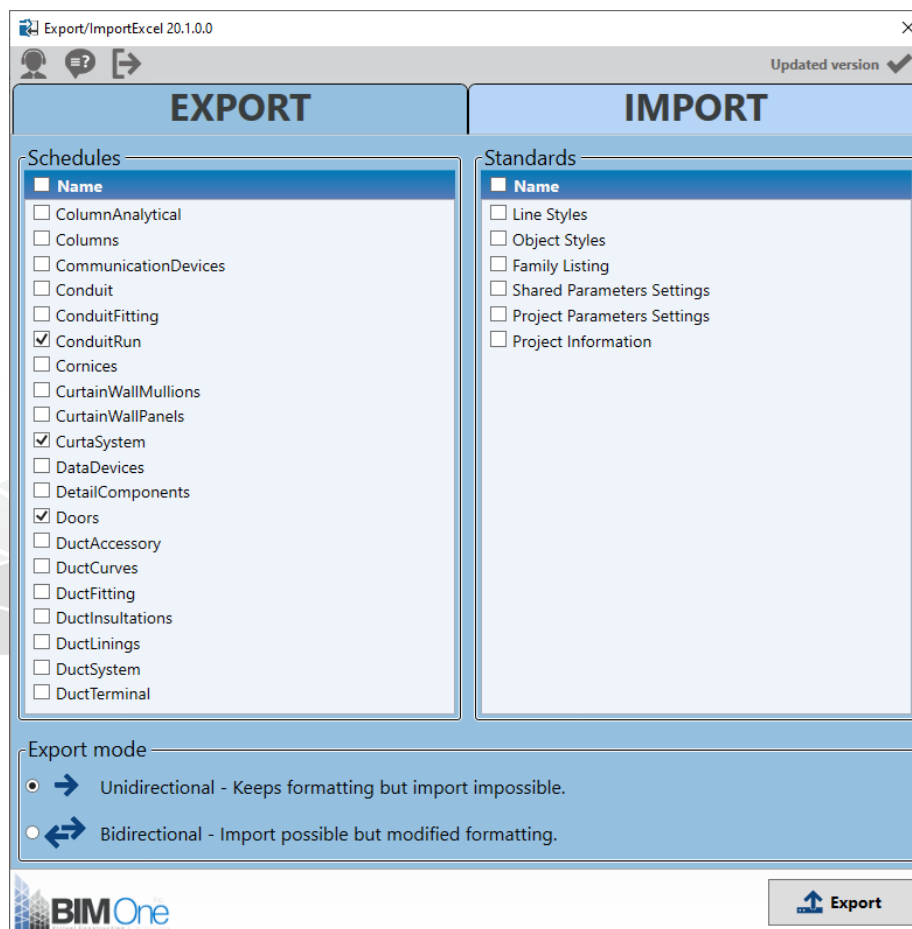 Export/ImportExcel 20.1.0.0
Updated version
EXPORT
IMPORT
Schedules
Name
ColumnAnalytical
Columns
CommunicationDevices
Conduit
ConduitFitting
ConduitRun
Cornices
CurtainWallMullions
CurtainWallPanels
CurtaSystem
DataDevices
DetailComponents
Doors
DuctAccessory
DuctCurves
DuctFitting
DuctInsultations
DuctLinings
DuctSystem
DuctTerminal
Standards
Name
Line Styles
Object Styles
Family Listing
Shared Parameters Settings
Project Parameters Settings
Project Information
Export mode
Unidirectional - Keeps formatting but import impossible.
Bidirectional - Import possible but modified formatting.
BIMOne
Export